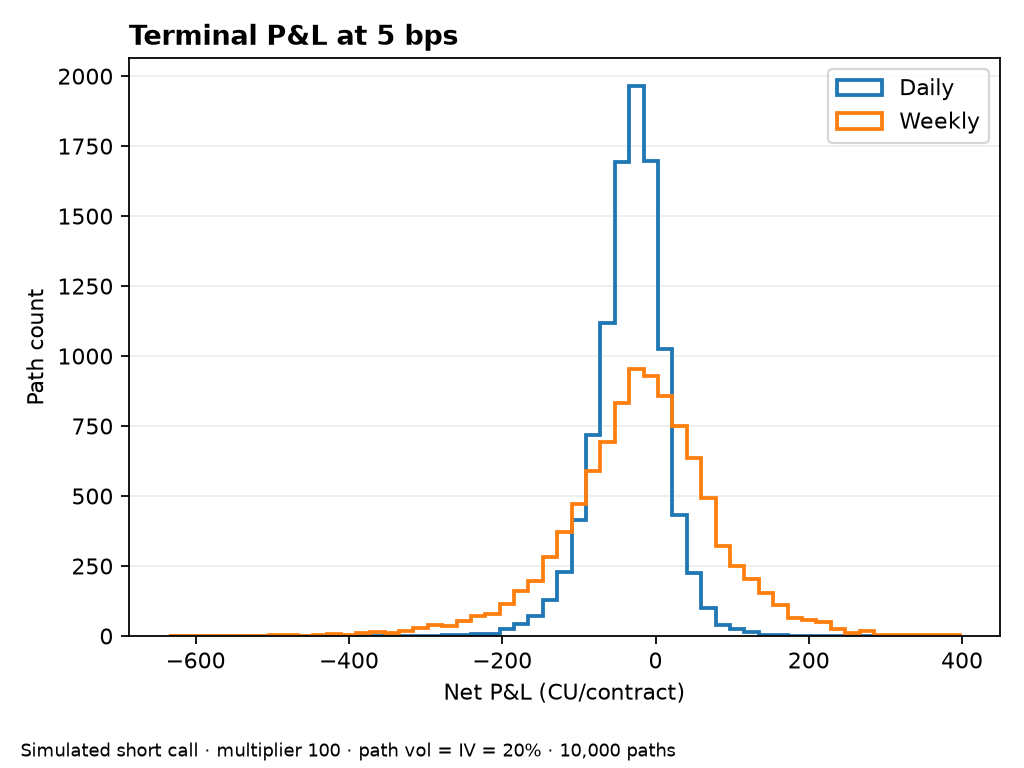 Terminal P&L at 5 bps
Daily
Weekly
Path count
2000
1750
1500
1250
1000
750
500
250
0
−600
−400
−200
0
200
400
Net P&L (CU/contract)
Simulated short call · multiplier 100 · path vol = IV = 20% · 10,000 paths